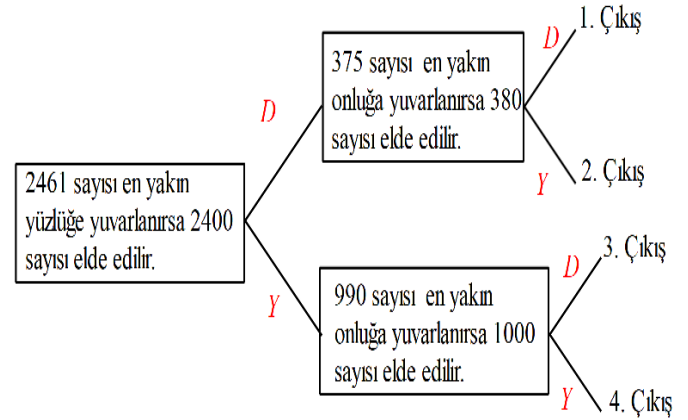 2461 sayısı en yakın
yüzlüğe yuvarlanırsa 2400
sayısı elde edilir.
D
Y
375 sayısı en yakın
onluğa yuvarlanırsa 380
sayısı elde edilir.
D
1. Çıkış
Y
2. Çıkış
990 sayısı en yakın
onluğa yuvarlanırsa 1000
sayısı elde edilir.
D
3. Çıkış
Y
4. Çıkış